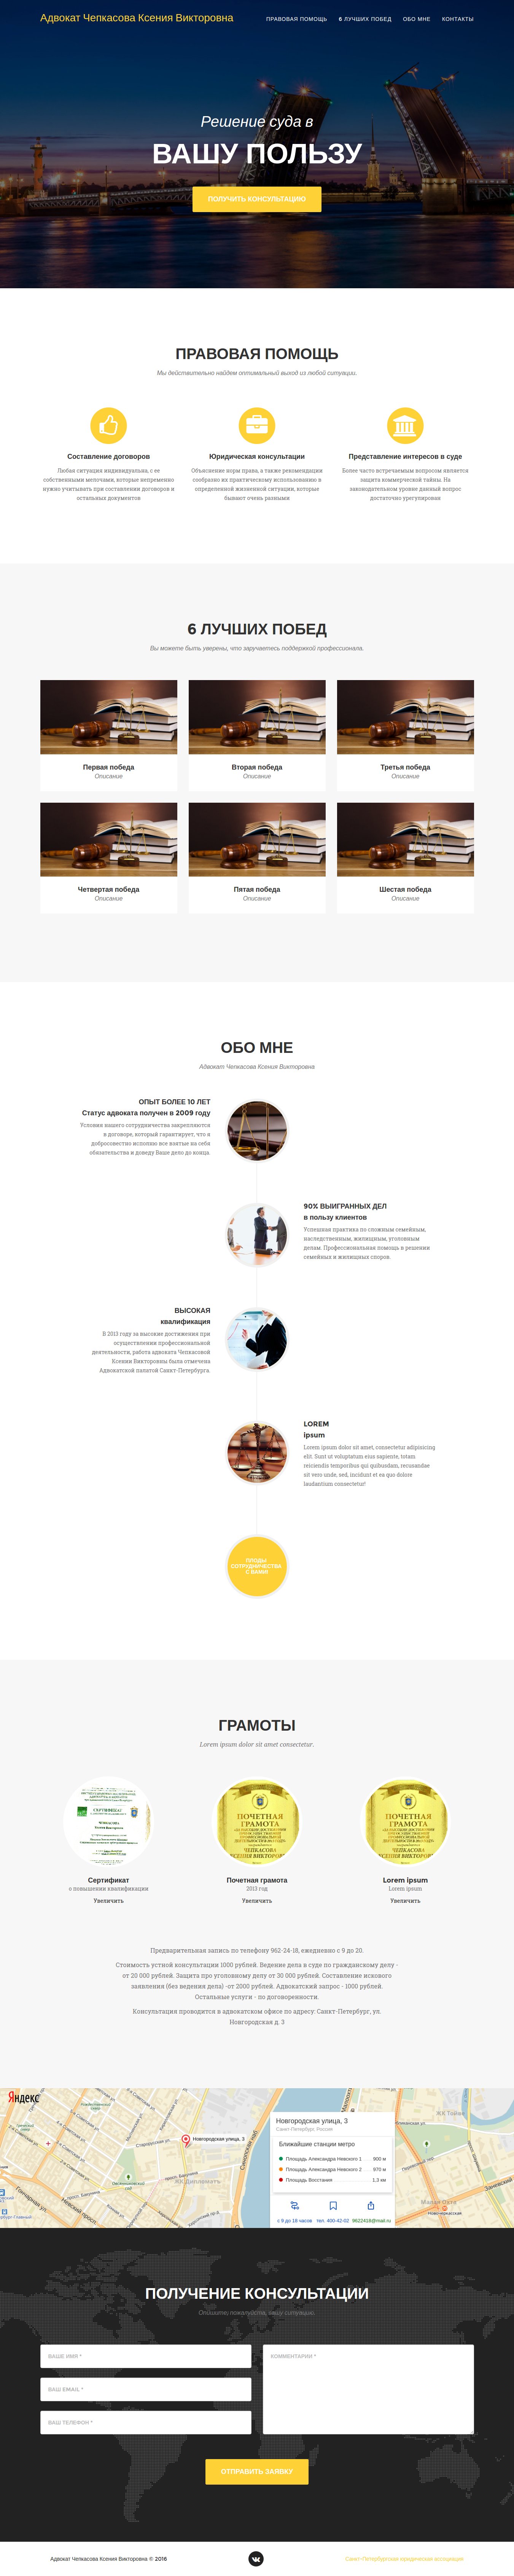 Адвокат Чепкасова Ксения Викторовна
ПРАВОВАЯ ПОМОЩЬ
6 ЛУЧШИХ ПОБЕД
ОБО МНЕ
КОНТАКТЫ
Решение суда в
ВАШУ ПОЛЬЗУ
ПОЛУЧИТЬ КОНСУЛЬТАЦИЮ
ПРАВОВАЯ ПОМОЩЬ
Мы действительно найдем оптимальный выход из любой ситуации.
Составление договоров
Любая ситуация индивидуальна, с ее
собственными мелочами, которые непременно
нужно учитывать при составлении договоров и
остальных документов
Юридическая консультации
Объяснение норм права, а также рекомендации
сообразно их практическому использованию в
определенной жизненной ситуации, которые
бывают очень разными
Представление интересов в суде
Более часто встречаемым вопросом является
защита коммерческой тайны. На
законодательном уровне данный вопрос
достаточно урегулирован
6 ЛУЧШИХ ПОБЕД
Вы можете быть уверены, что заручаетесь поддержкой профессионала.
Первая победа
Описание
Вторая победа
Описание
Третья победа
Описание
Четвертая победа
Описание
Пятая победа
Описание
Шестая победа
Описание
ОБО МНЕ
Адвокат Чепкасова Ксения Викторовна
ОПЫТ БОЛЕЕ 10 ЛЕТ
Статус адвоката получен в 2009 году
Условия нашего сотрудничества закрепляются
в договоре, который гарантирует, что я
добросовестно исполню все взятые на себя
обязательства и доведу Ваше дело до конца.
90% ВЫИГРАННЫХ ДЕЛ
в пользу клиентов
Успешная практика по сложным семейным,
наследственным, жилищным, уголовным
делам. Профессиональная помощь в решении
семейных и жилищных споров.
ВЫСОКАЯ
квалификация
В 2013 году за высокие достижения при
осуществлении профессиональной
деятельности, работа адвоката Чепкасовой
Ксении Викторовны была отмечена
Адвокатской палатой Санкт-Петербурга.
LOREM
ipsum
Lorem ipsum dolor sit amet, consectetur adipisicing
elit. Sunt ut voluptatum eius sapiente, totam
reiciendis temporibus qui quibusdam, recusandae
sit vero unde, sed, incidunt et ea quo dolore
laudantium consectetur!
ПЛОДЫ
СОТРУДНИЧЕСТВА
С ВАМИ
ГРАМОТЫ
Lorem ipsum dolor sit amet consectetur.
СЕРТИФИКАТ
ПОЧЕТНАЯ
ГРАМОТА
ПОЧЕТНАЯ
ГРАМОТА
Сертификат
о повышении квалификации
Увеличить
Почетная грамота
2013 год
Увеличить
Lorem ipsum
Lorem ipsum
Увеличить
Предварительная запись по телефону 962-24-18, ежедневно с 9 до 20.
Стоимость устной консультации 1000 рублей. Ведение дела в суде по гражданскому делу -
от 20 000 рублей. Защита про уголовному делу от 30 000 рублей. Составление искового
заявления (без ведения дела) -от 2000 рублей. Адвокатский запрос - 1000 рублей.
Остальные услуги - по договоренности.
Консультация проводится в адвокатском офисе по адресу: Санкт-Петербург, ул.
Новгородская д. 3
Яндекс
Новгородская улица, 3
Новгородская улица, 3
Санкт-Петербург, Россия
Ближайшие станции метро
Площадь Александра Невского 1 900 м
Площадь Александра Невского 2 970 м
Площадь Восстания 1,3 км
с 9 до 18 часов тел. 400-42-02 9622418@mail.ru
ЖК Тойве
ЖК Дипломатъ
Малая Охта
Новочеркасская
ПОЛУЧЕНИЕ КОНСУЛЬТАЦИИ
Опишите, пожалуйста, вашу ситуацию.
ВАШЕ ИМЯ *
ВАШ EMAIL *
ВАШ ТЕЛЕФОН *
КОММЕНТАРИИ *
ОТПРАВИТЬ ЗАЯВКУ
Адвокат Чепкасова Ксения Викторовна © 2016
Санкт-Петербургская юридическая ассоциация